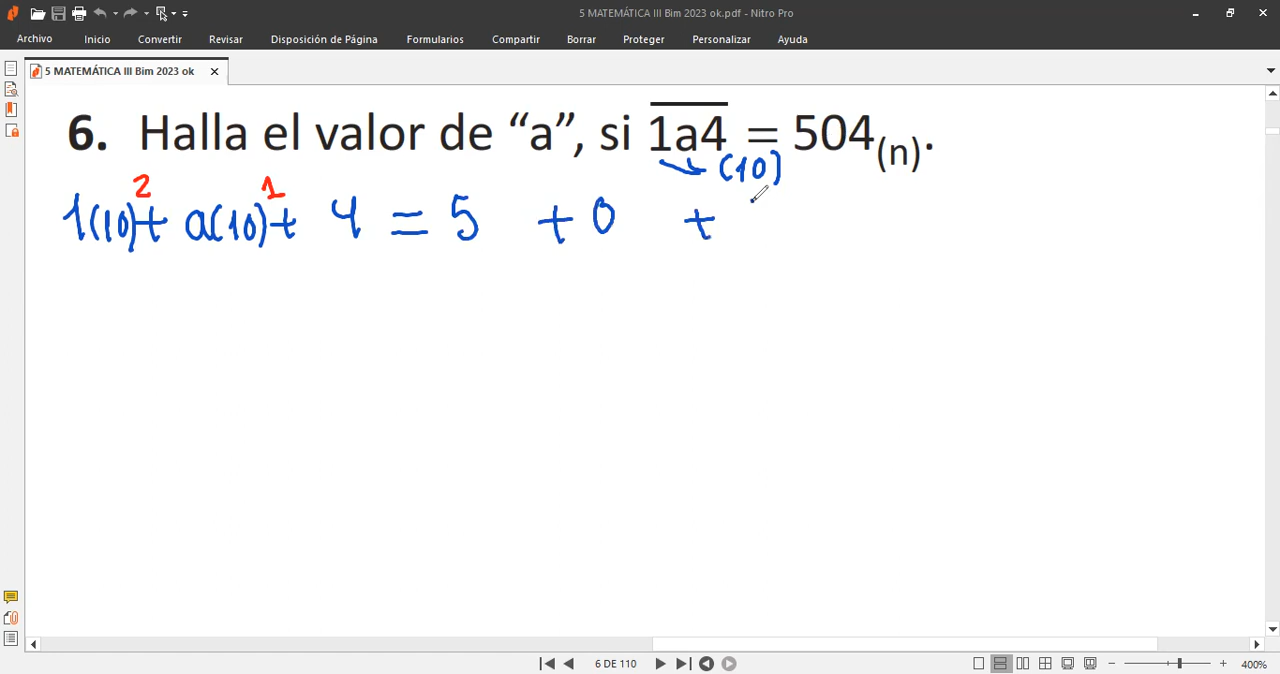 5 MATEMÁTICA III Bim 2023 ok.pdf - Nitro Pro
Archivo Inicio Convertir Revisar Disposición de Página Formularios Compartir Borrar Proteger Personalizar Ayuda
5 MATEMÁTICA III Bim 2023 ok
6. Halla el valor de “a”, si 1a4 = 504(n).
(10)
2 1
1(10)+ a(10)+ 4 = 5 + 0 +
6 DE 110
400%